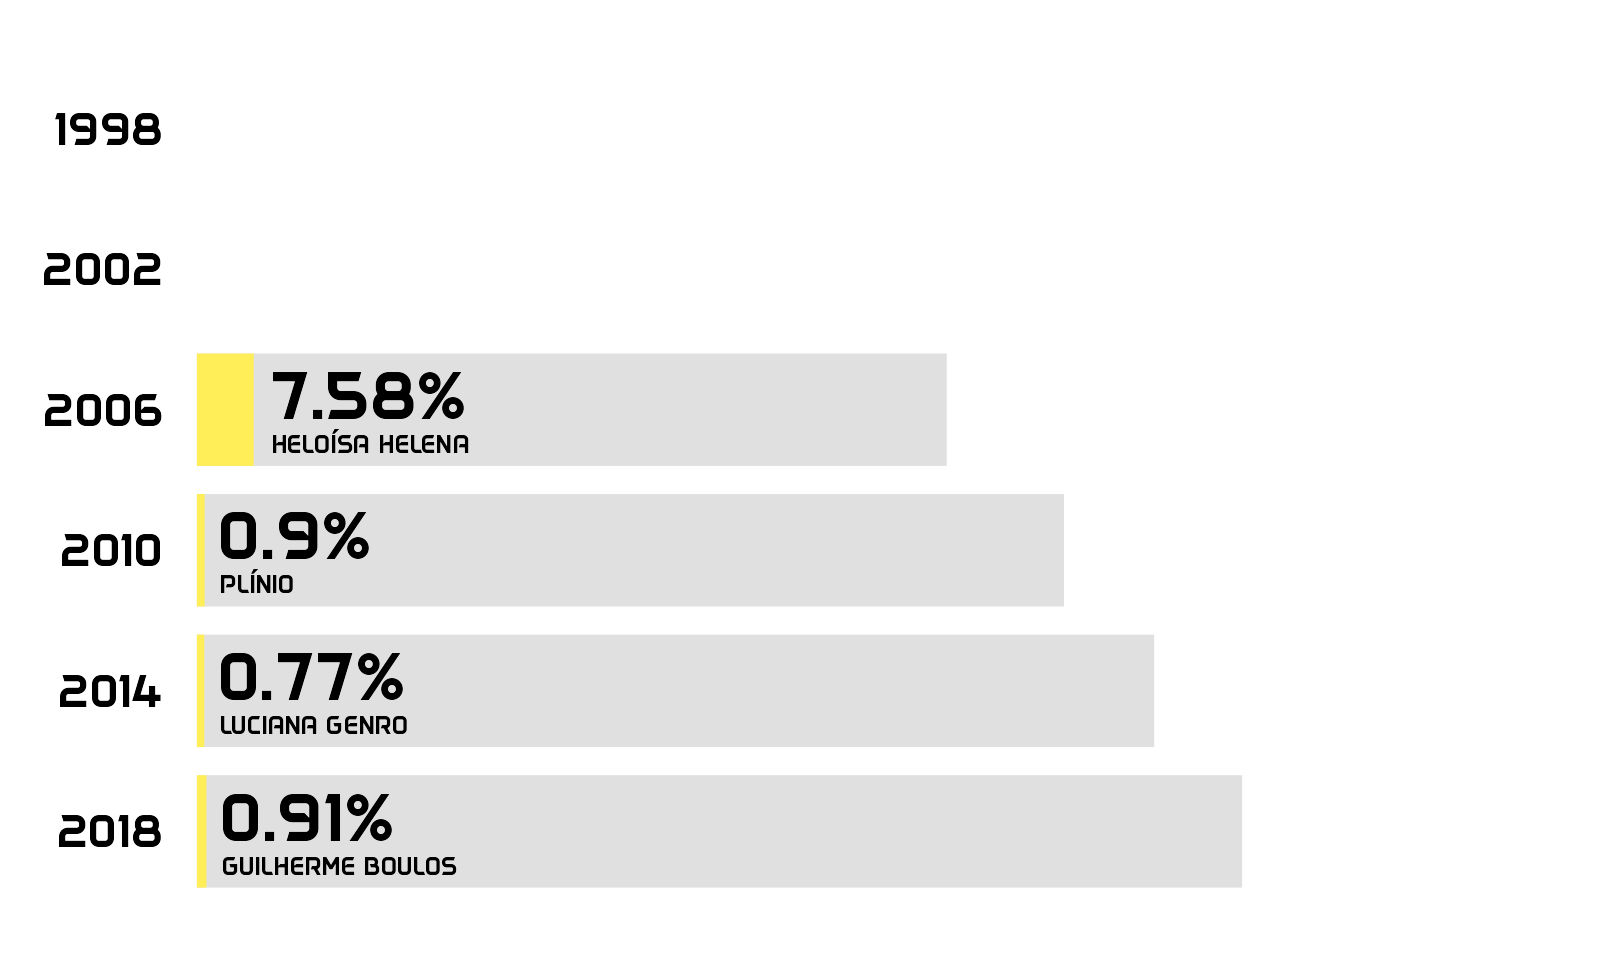 1998
2002
2006
7.58%
HELOÍSA HELENA
2010
0.9%
PLÍNIO
2014
0.77%
LUCIANA GENRO
2018
0.91%
GUILHERME BOULOS